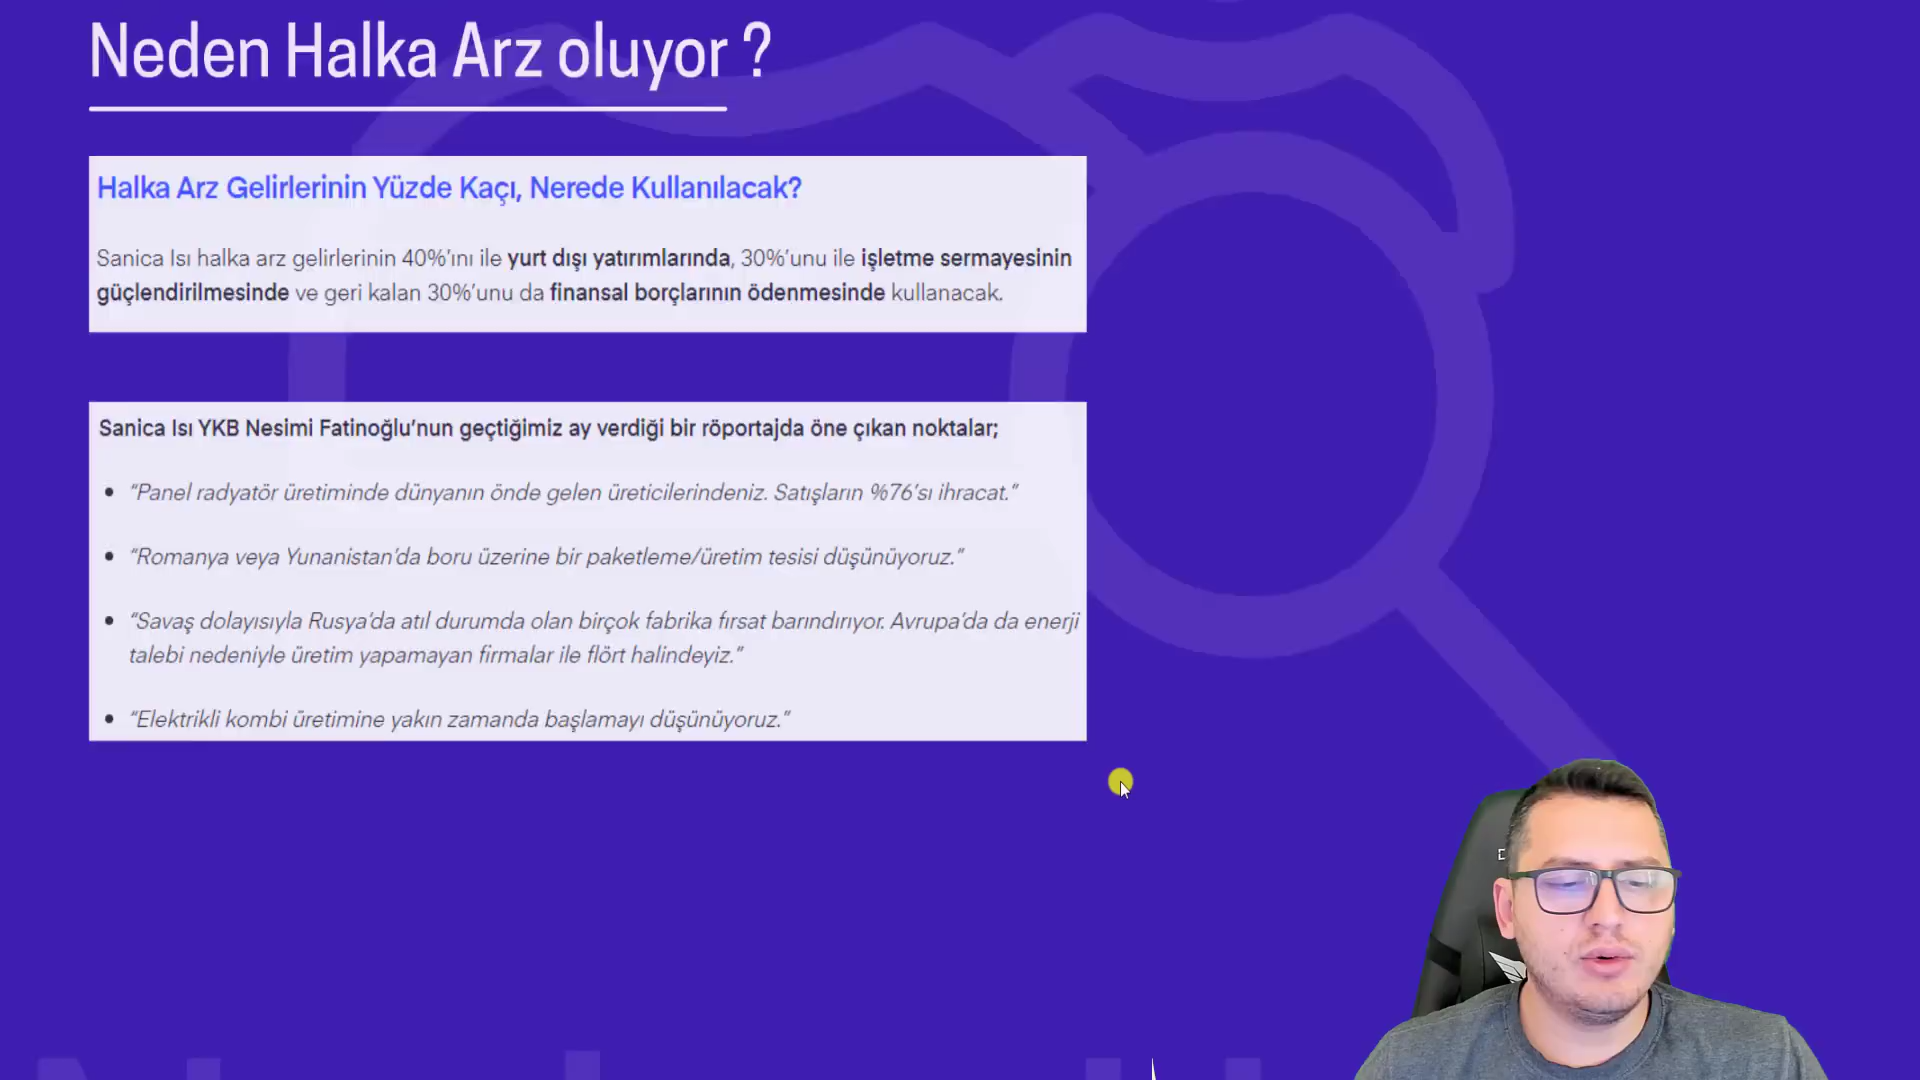 Neden Halka Arz oluyor ?
Halka Arz Gelirlerinin Yüzde Kaçı, Nerede Kullanılacak?
Sanica Isı halka arz gelirlerinin 40%’ını ile yurt dışı yatırımlarında, 30%’unu ile işletme sermayesinin
güçlendirilmesinde ve geri kalan 30%’unu da finansal borçlarının ödenmesinde kullanacak.
Sanica Isı YKB Nesimi Fatinoğlu’nun geçtiğimiz ay verdiği bir röportajda öne çıkan noktalar;
• “Panel radyatör üretiminde dünyanın önde gelen üreticilerindeniz. Satışların %76’sı ihracat.”
• “Romanya veya Yunanistan’da boru üzerine bir paketleme/üretim tesisi düşünüyoruz.”
• “Savaş dolayısıyla Rusya’da atıl durumda olan birçok fabrika fırsat barındırıyor. Avrupa’da da enerji
talebi nedeniyle üretim yapamayan firmalar ile flört halindeyiz.”
• “Elektrikli kombi üretimine yakın zamanda başlamayı düşünüyoruz.”